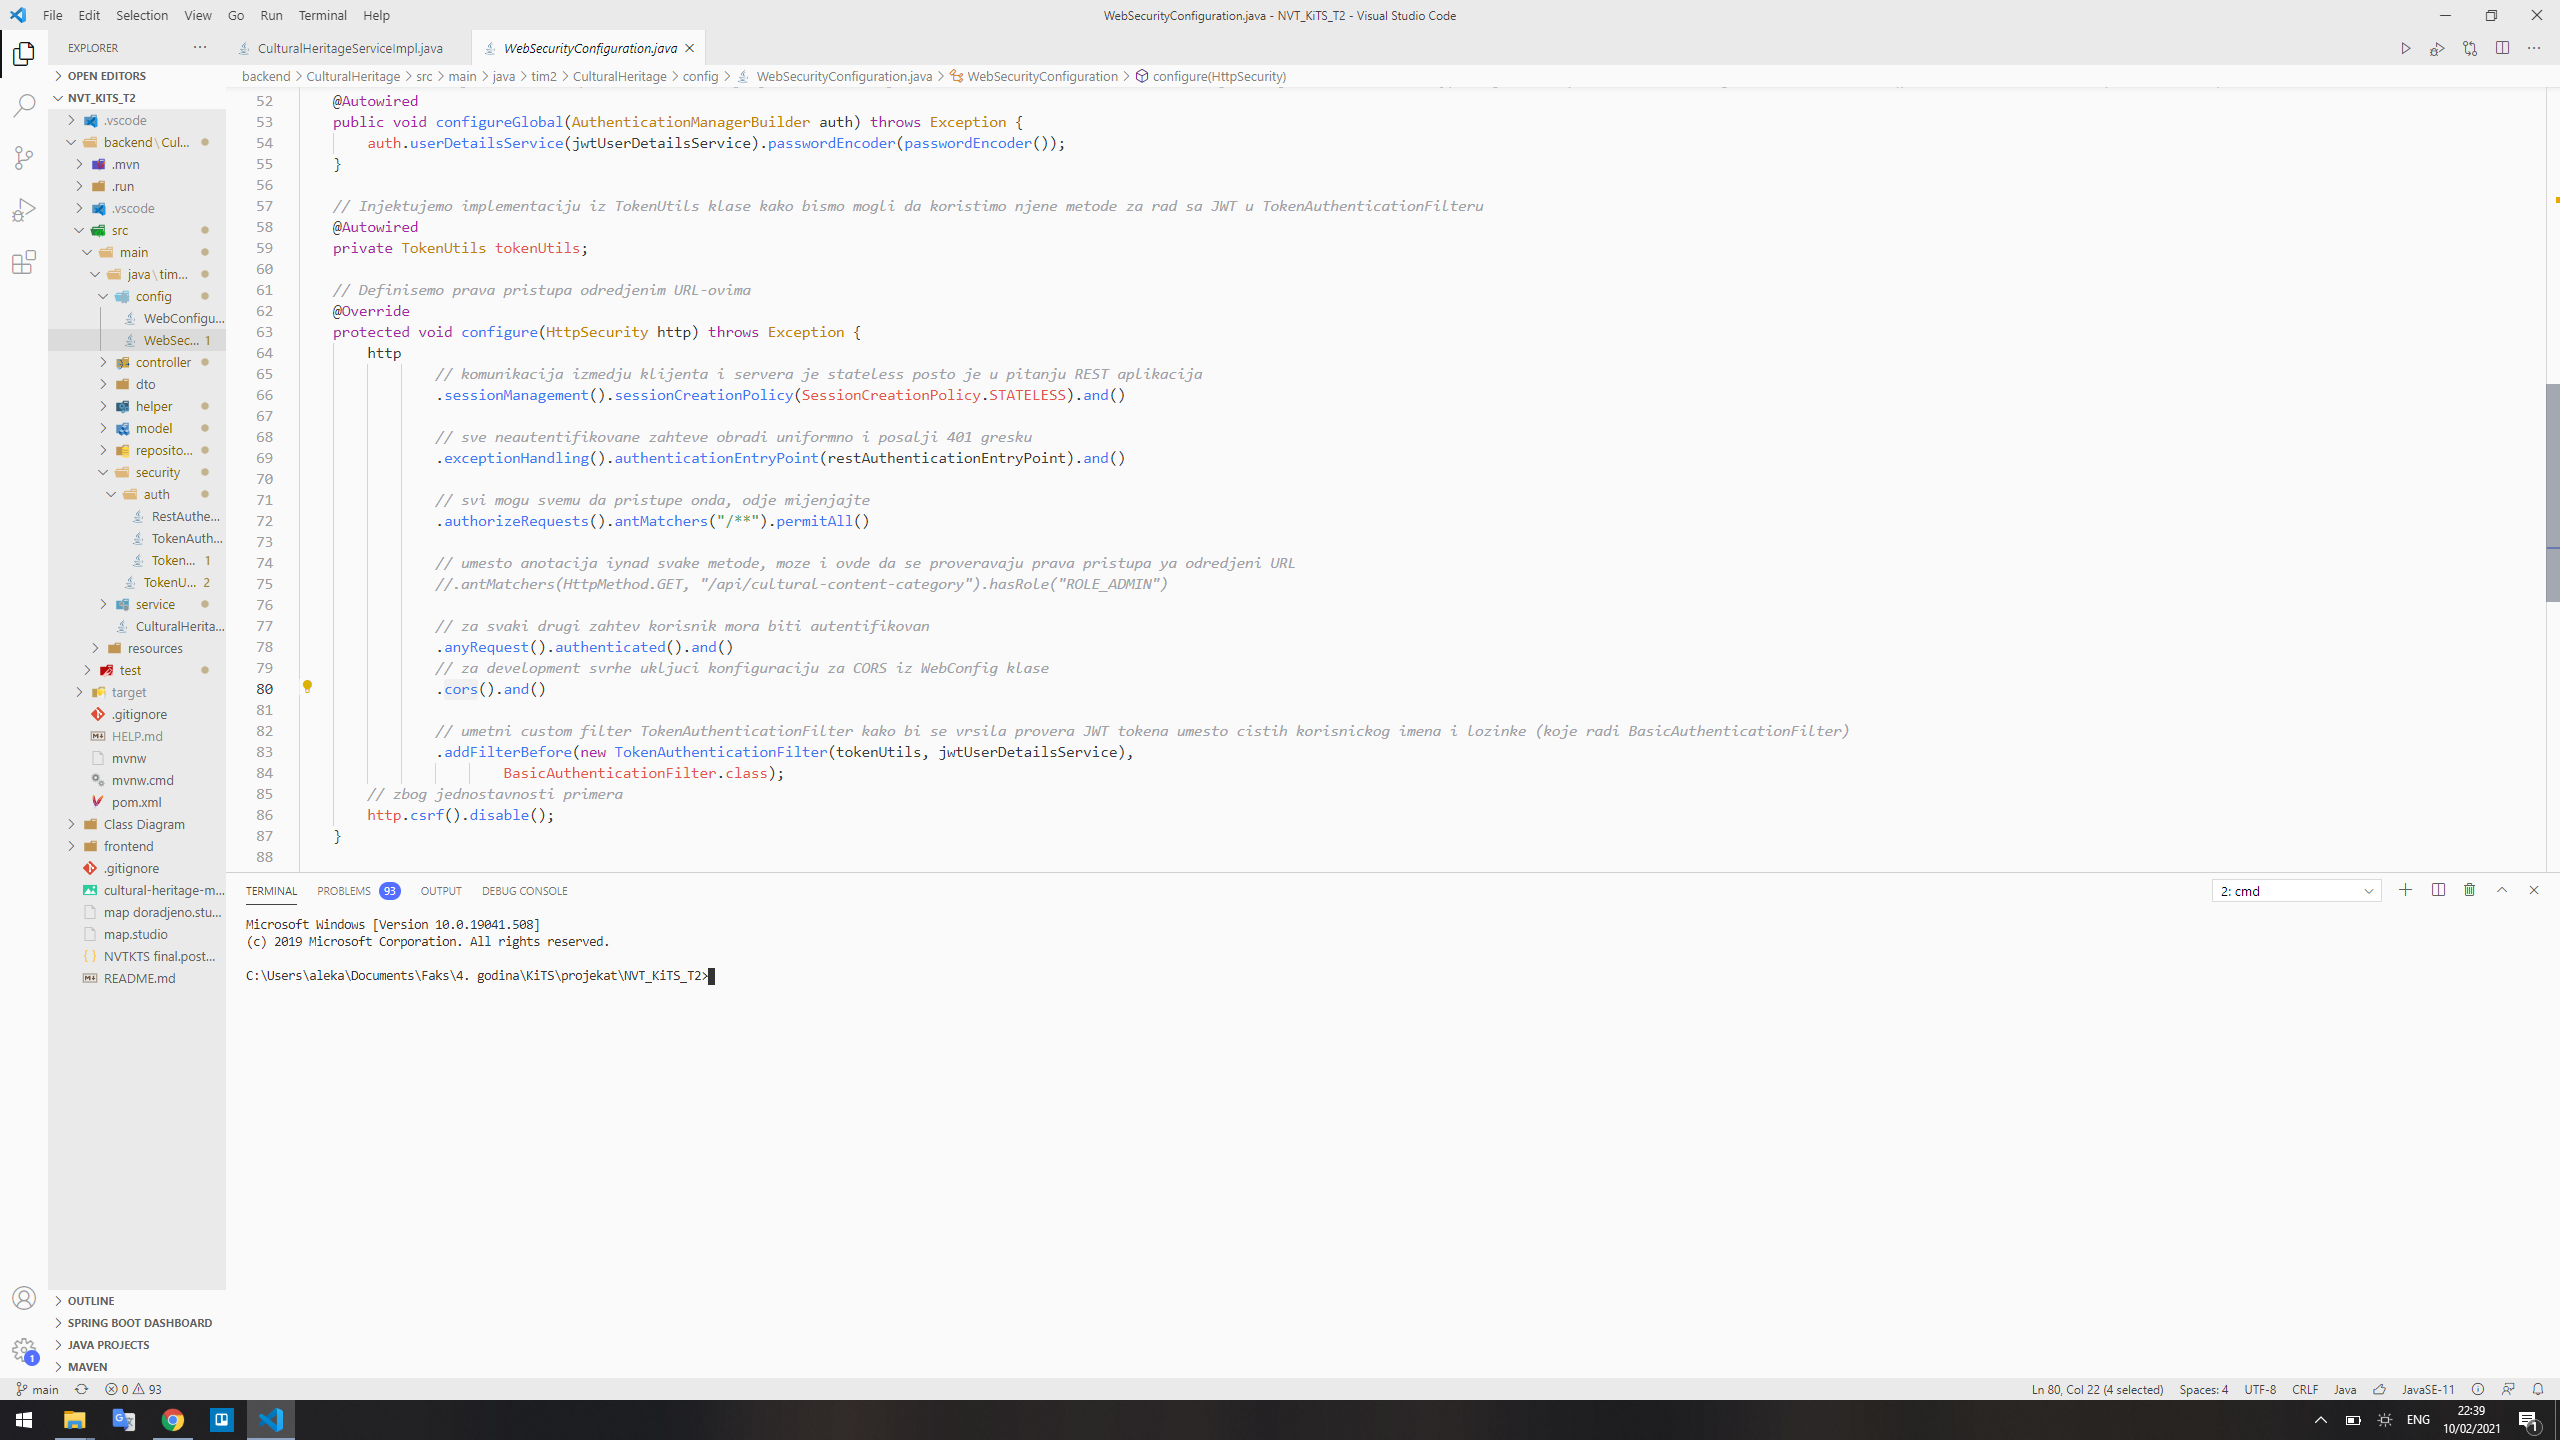 File Edit Selection View Go Run Terminal Help
WebSecurityConfiguration.java - NVT_KiTS_T2 - Visual Studio Code
EXPLORER
CulturalHeritageServiceImpl.java
WebSecurityConfiguration.java
OPEN EDITORS
NVT_KITS_T2
.vscode
backend\Cul...
.mvn
.run
.vscode
src
main
java\tim...
config
WebConfigu...
WebSec... 1
controller
dto
helper
model
reposito...
security
auth
RestAuthe...
TokenAuth...
Token... 1
TokenU... 2
service
CulturalHerita...
resources
test
target
.gitignore
HELP.md
mvnw
mvnw.cmd
pom.xml
Class Diagram
frontend
.gitignore
cultural-heritage-m...
map doradjeno.stu...
map.studio
NVTKTS final.post...
README.md
OUTLINE
SPRING BOOT DASHBOARD
JAVA PROJECTS
MAVEN
backend > CulturalHeritage > src > main > java > tim2 > CulturalHeritage > config > WebSecurityConfiguration.java > WebSecurityConfiguration > configure(HttpSecurity)
52 @Autowired
53 public void configureGlobal(AuthenticationManagerBuilder auth) throws Exception {
54 auth.userDetailsService(jwtUserDetailsService).passwordEncoder(passwordEncoder());
55 }
56
57 // Injektujemo implementaciju iz TokenUtils klase kako bismo mogli da koristimo njene metode za rad sa JWT u TokenAuthenticationFilteru
58 @Autowired
59 private TokenUtils tokenUtils;
60
61 // Definisemo prava pristupa odredjenim URL-ovima
62 @Override
63 protected void configure(HttpSecurity http) throws Exception {
64 http
65 // komunikacija izmedju klijenta i servera je stateless posto je u pitanju REST aplikacija
66 .sessionManagement().sessionCreationPolicy(SessionCreationPolicy.STATELESS).and()
67
68 // sve neautentifikovane zahteve obradi uniformno i posalji 401 gresku
69 .exceptionHandling().authenticationEntryPoint(restAuthenticationEntryPoint).and()
70
71 // svi mogu svemu da pristupe onda, odje mijenjajte
72 .authorizeRequests().antMatchers("/**").permitAll()
73
74 // umesto anotacija iynad svake metode, moze i ovde da se proveravaju prava pristupa ya odredjeni URL
75 //.antMatchers(HttpMethod.GET, "/api/cultural-content-category").hasRole("ROLE_ADMIN")
76
77 // za svaki drugi zahtev korisnik mora biti autentifikovan
78 .anyRequest().authenticated().and()
79 // za development svrhe ukljuci konfiguraciju za CORS iz WebConfig klase
80 .cors().and()
81
82 // umetni custom filter TokenAuthenticationFilter kako bi se vrsila provera JWT tokena umesto cistih korisnickog imena i lozinke (koje radi BasicAuthenticationFilter)
83 .addFilterBefore(new TokenAuthenticationFilter(tokenUtils, jwtUserDetailsService),
84 BasicAuthenticationFilter.class);
85 // zbog jednostavnosti primera
86 http.csrf().disable();
87 }
88
TERMINAL PROBLEMS 93 OUTPUT DEBUG CONSOLE
2: cmd
Microsoft Windows [Version 10.0.19041.508]
(c) 2019 Microsoft Corporation. All rights reserved.
C:\Users\aleka\Documents\Faks\4. godina\KiTS\projekat\NVT_KiTS_T2>
1
main 0 93
Ln 80, Col 22 (4 selected) Spaces: 4 UTF-8 CRLF Java JavaSE-11
ENG
22:39
10/02/2021
1